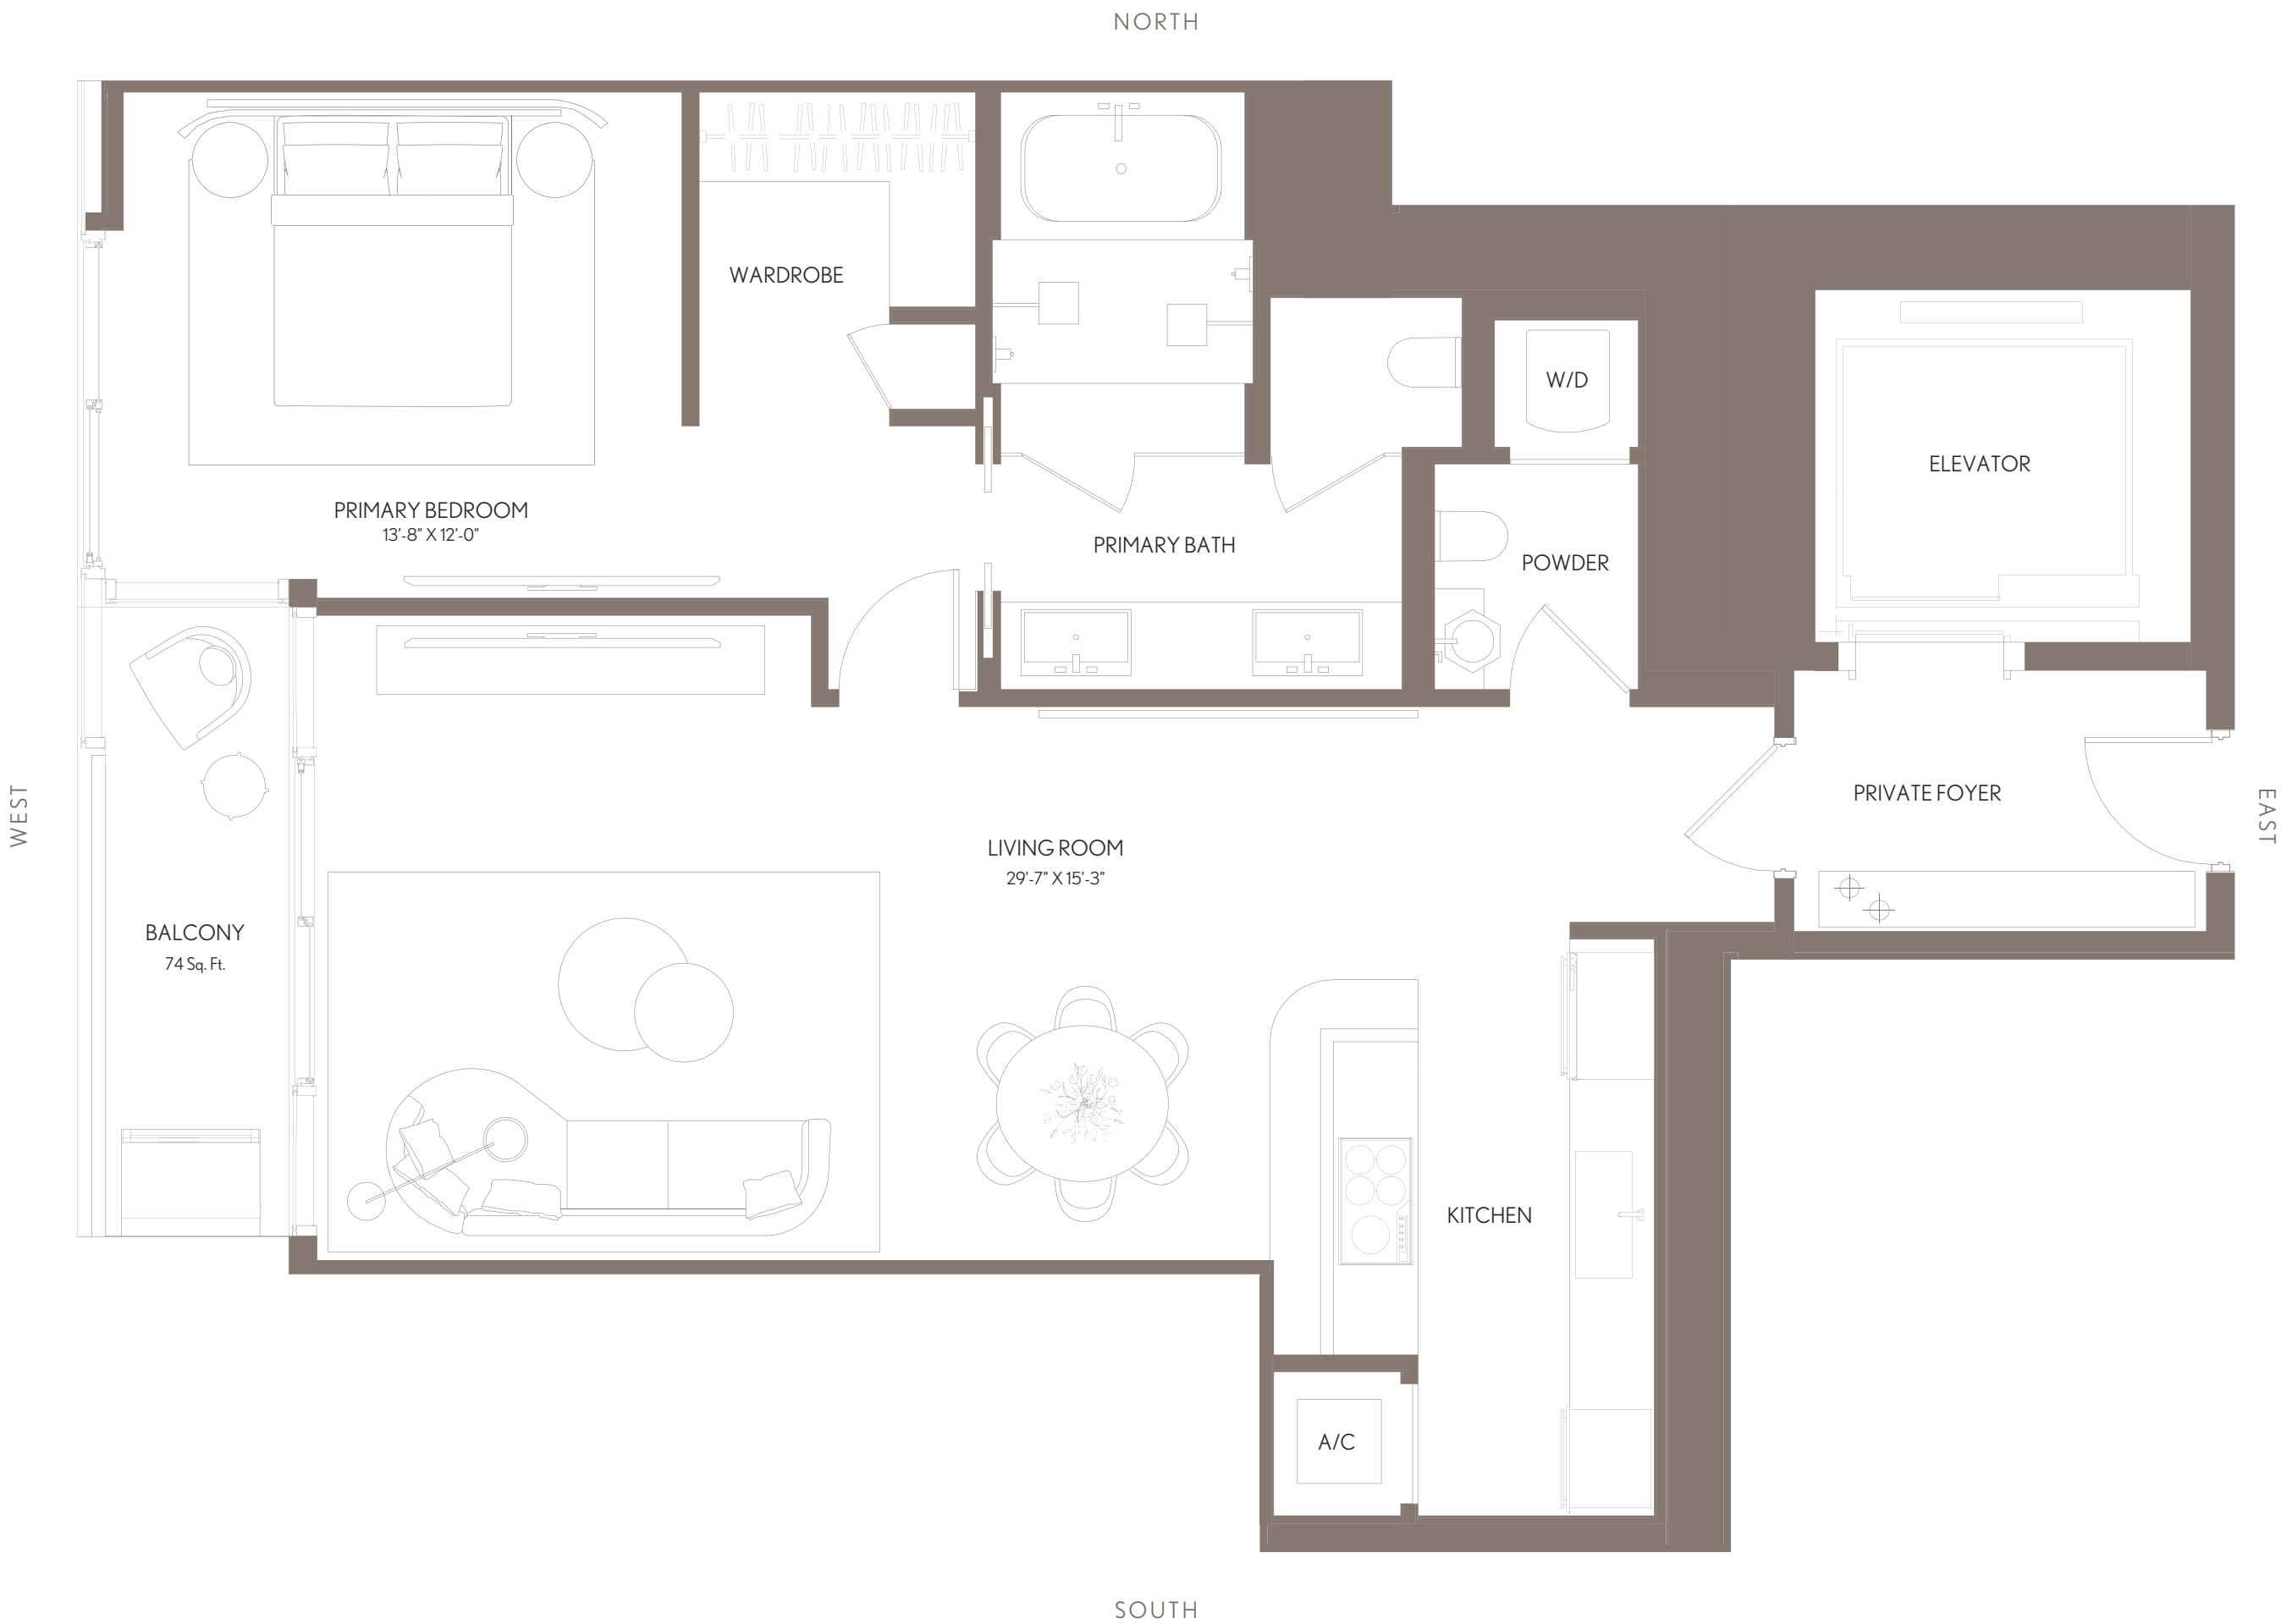 NORTH
WARDROBE
W/D
ELEVATOR
PRIMARY BEDROOM
13'-8" X 12'-0"
PRIMARY BATH
POWDER
WEST
PRIVATE FOYER
EAST
LIVING ROOM
29'-7" X 15'-3"
BALCONY
74 Sq. Ft.
KITCHEN
A/C
SOUTH